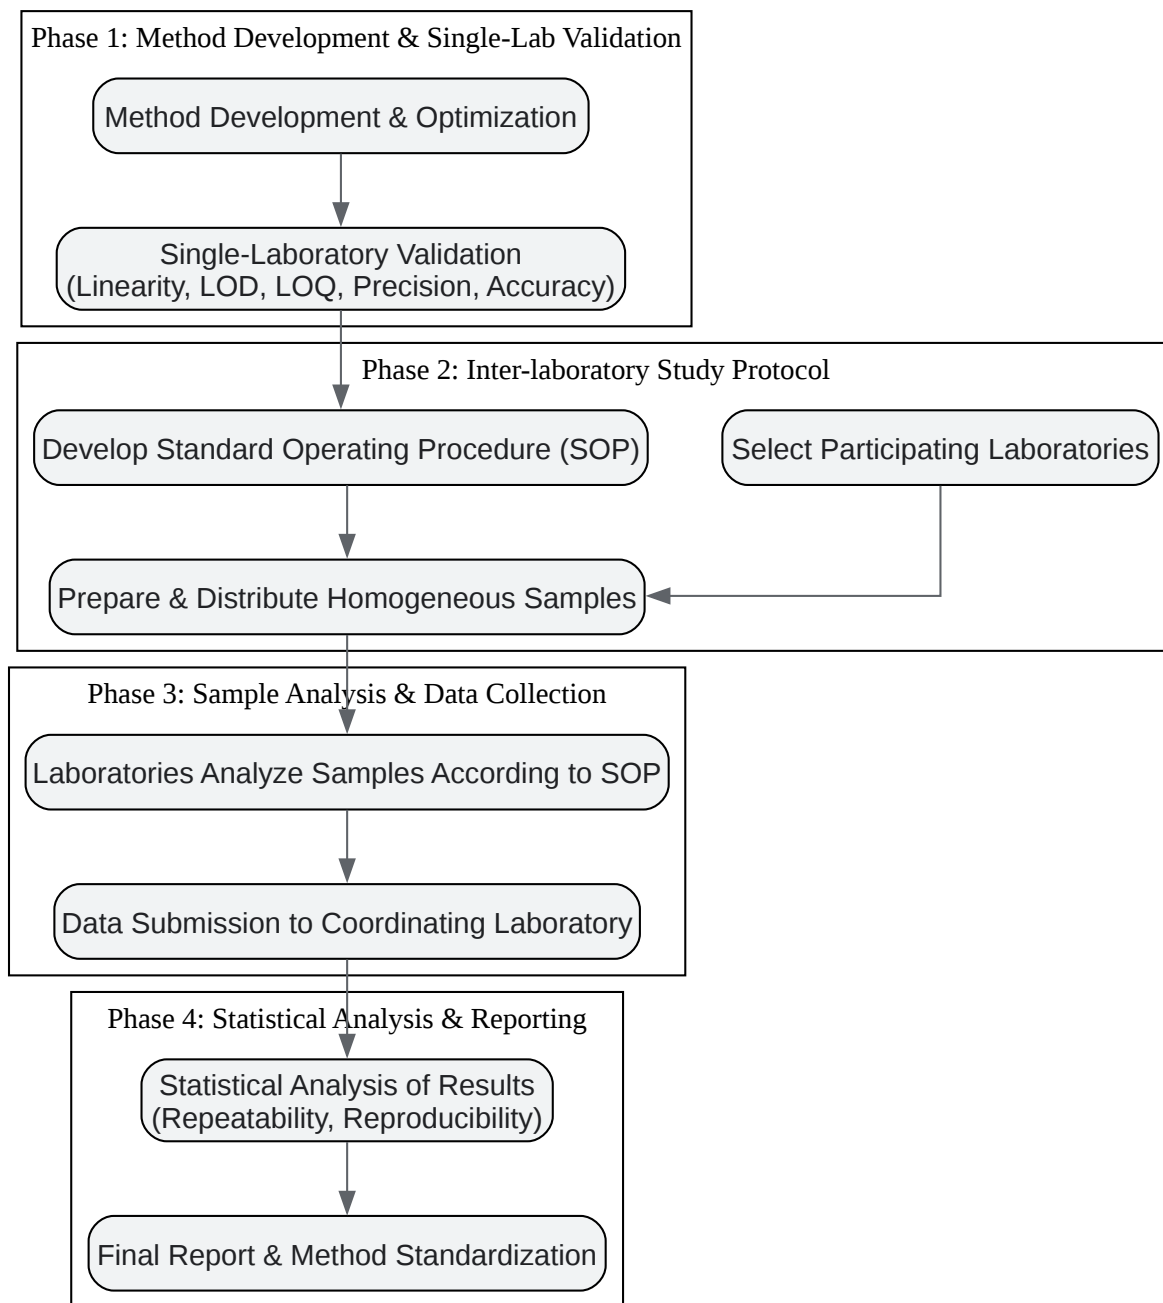 Phase 1: Method Development & Single-Lab Validation
Method Development & Optimization
Single-Laboratory Validation
(Linearity, LOD, LOQ, Precision, Accuracy)
Phase 2: Inter-laboratory Study Protocol
Develop Standard Operating Procedure (SOP)
Select Participating Laboratories
Prepare & Distribute Homogeneous Samples
Phase 3: Sample Analysis & Data Collection
Laboratories Analyze Samples According to SOP
Data Submission to Coordinating Laboratory
Phase 4: Statistical Analysis & Reporting
Statistical Analysis of Results
(Repeatability, Reproducibility)
Final Report & Method Standardization